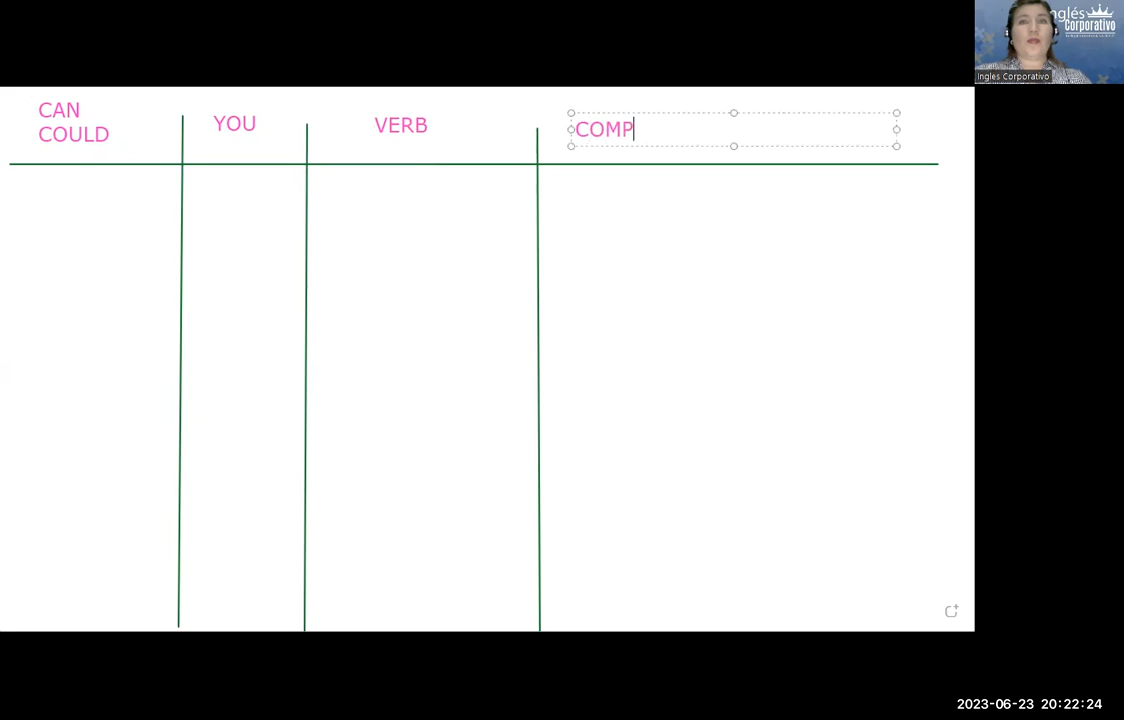 CAN
COULD
YOU
VERB
COMP
Inglés
Corporativo
Ingles Corporativo
2023-06-23 20:22:24